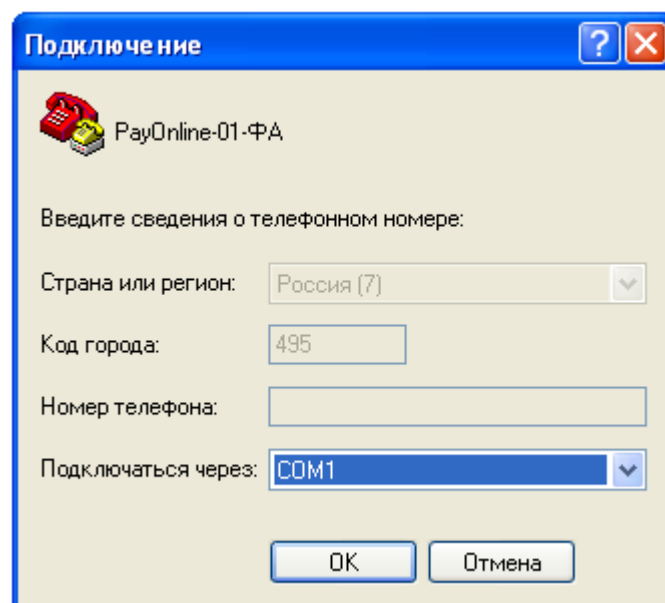 Подключение
PayOnline-01-ФА
Введите сведения о телефонном номере:
Страна или регион: Россия (7)
Код города: 495
Номер телефона:
Подключаться через: COM1
OK Отмена